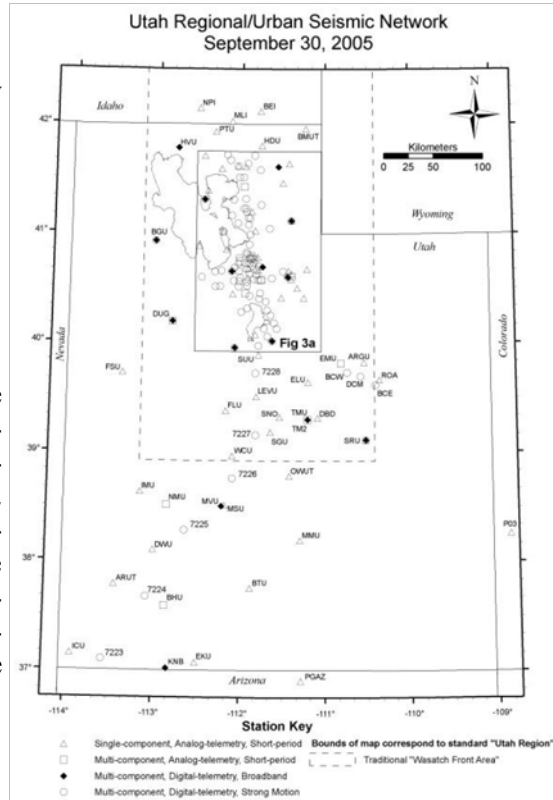 Utah Regional/Urban Seismic Network
September 30, 2005
-114°
-113°
-112°
-111°
-110°
-109°
Idaho
NPI
BEI
MLI
N
42°
PTU
BMUT
HVU
HDU
Kilometers
0 25 50 100
Wyoming
41°
Utah
BGU
DUG
Nevada
Colorado
40°
Fig 3a
SUU
FSU
7228
EMU
ARGU
BCW
ROA
DCM
BCE
ELU
LEVU
FLU
SNO
TMU
DBD
TM2
7227
SGU
SRU
39°
WCU
7226
OWUT
IMU
NMU
MVU
MSU
7225
P03
DWU
MMU
38°
ARUT
7224
BTU
BHU
ICU
7223
EKU
KNB
37°
Arizona
PGAZ
-114°
-113°
-112°
-111°
-110°
-109°
Station Key
Single-component, Analog-telemetry, Short-period
Bounds of map correspond to standard "Utah Region"
Multi-component, Analog-telemetry, Short-period
Traditional "Wasatch Front Area"
Multi-component, Digital-telemetry, Broadband
Multi-component, Digital-telemetry, Strong Motion